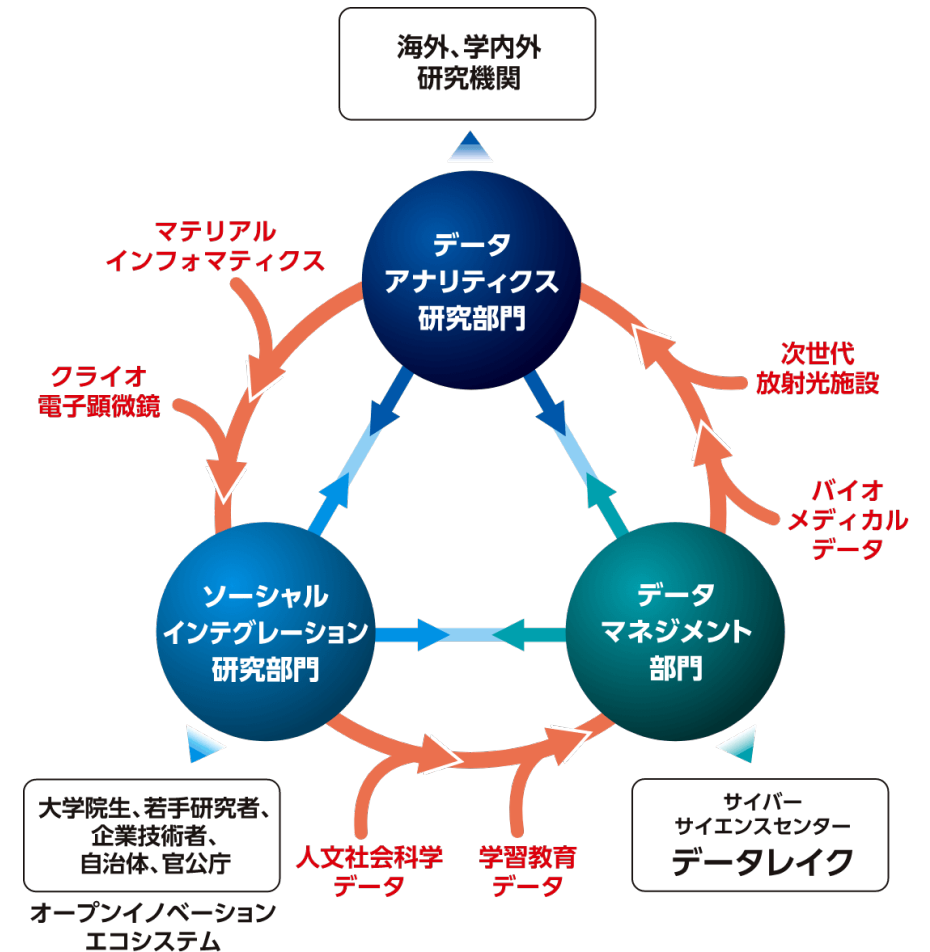 海外、学内外
研究機関
データ
アナリティクス
研究部門
マテリアル
インフォマティクス
クライオ
電子顕微鏡
次世代
放射光施設
バイオ
メディカル
データ
ソーシャル
インテグレーション
研究部門
データ
マネジメント
部門
大学院生、若手研究者、
企業技術者、
自治体、官公庁
オープンイノベーション
エコシステム
人文社会科学
データ
学習教育
データ
サイバー
サイエンスセンター
データレイク